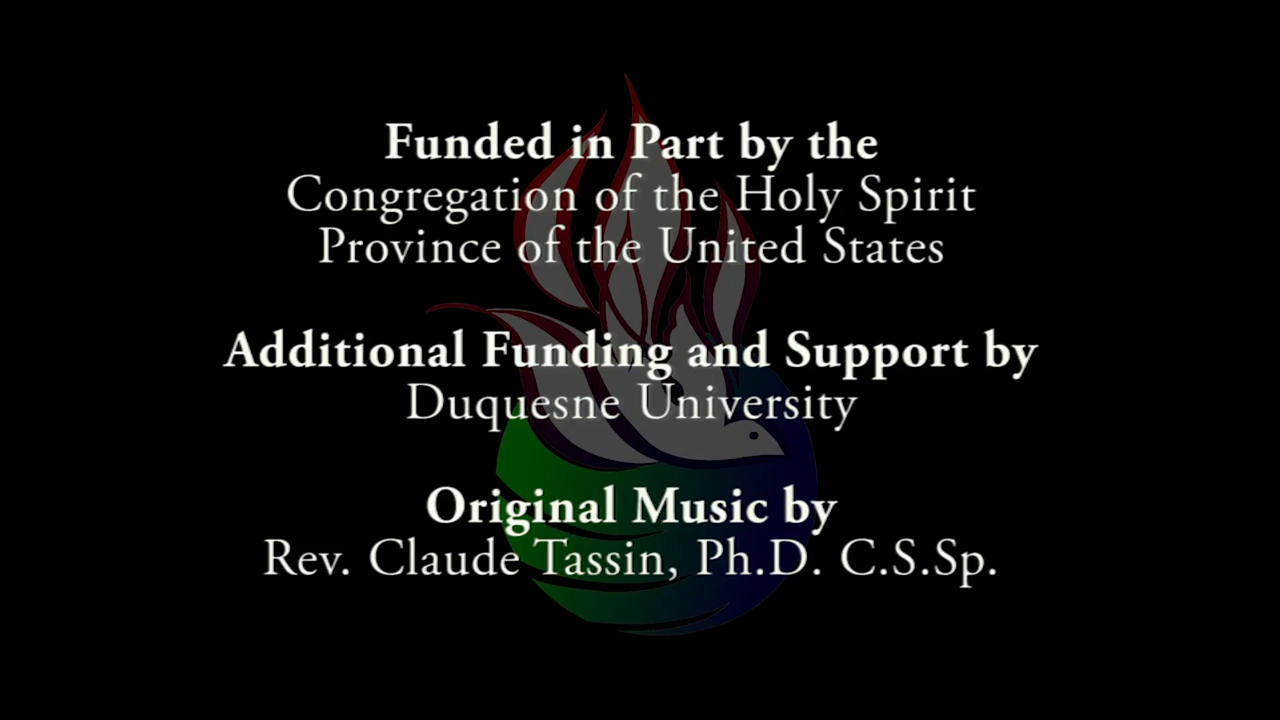 Funded in Part by the
Congregation of the Holy Spirit
Province of the United States
Additional Funding and Support by
Duquesne University
Original Music by
Rev. Claude Tassin, Ph.D. C.S.Sp.